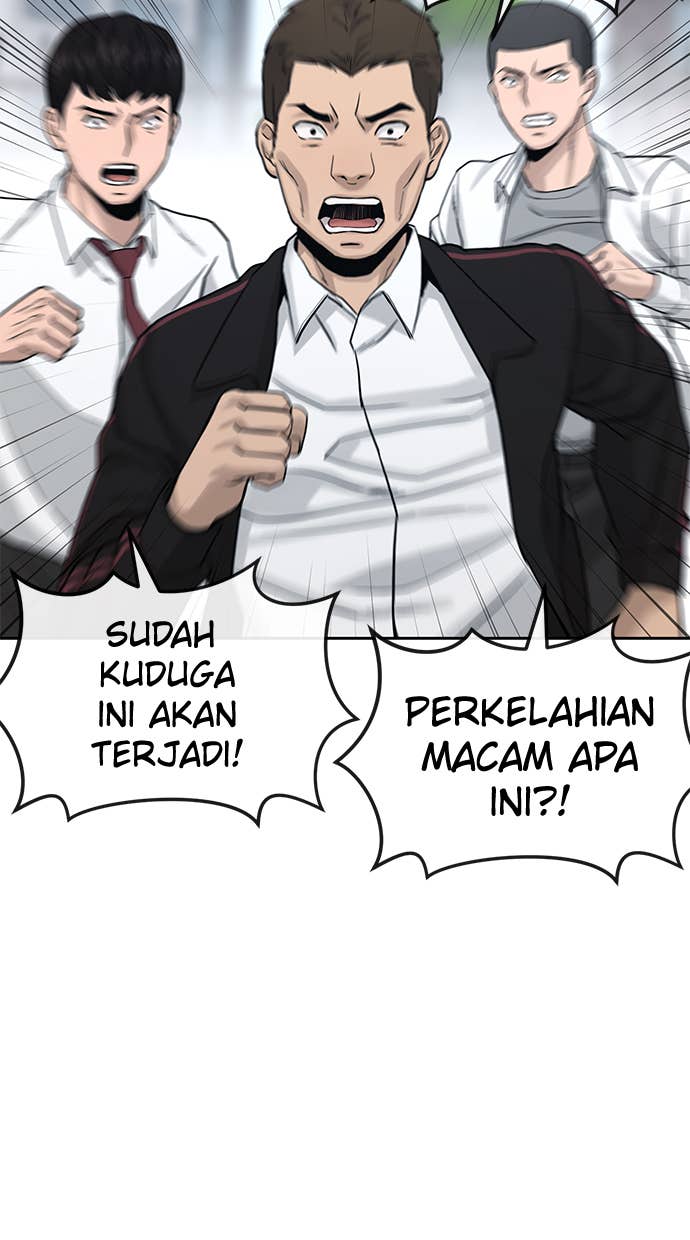 SUDAH
KUDUGA
INI AKAN
TERJADI!
PERKELAHIAN
MACAM APA
INI?!